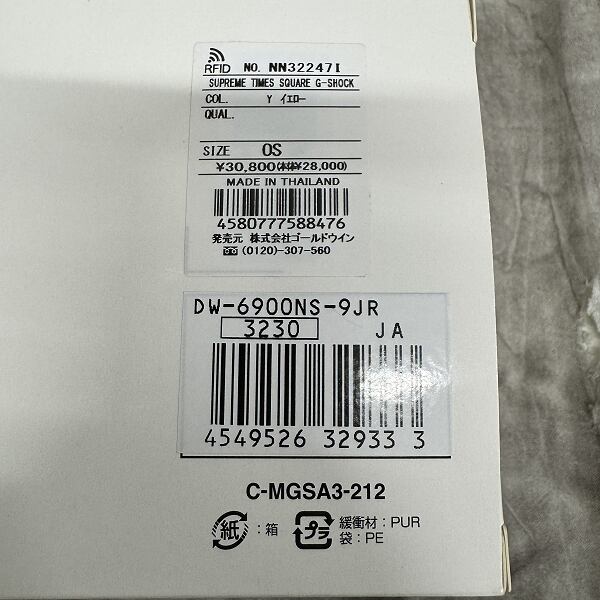 RFID NO. NN32247I
SUPREME TIMES SQUARE G-SHOCK
COL. Y イエロー
QUAL.
SIZE OS
¥30,800(本体¥28,000)
MADE IN THAILAND
4580777588476
発売元 株式会社ゴールドウイン
(0120)-307-560
DW-6900NS-9JR
3230 JA
4549526 32933 3
C-MGSA3-212
紙 :箱 プラ 緩衝材:PUR
袋:PE